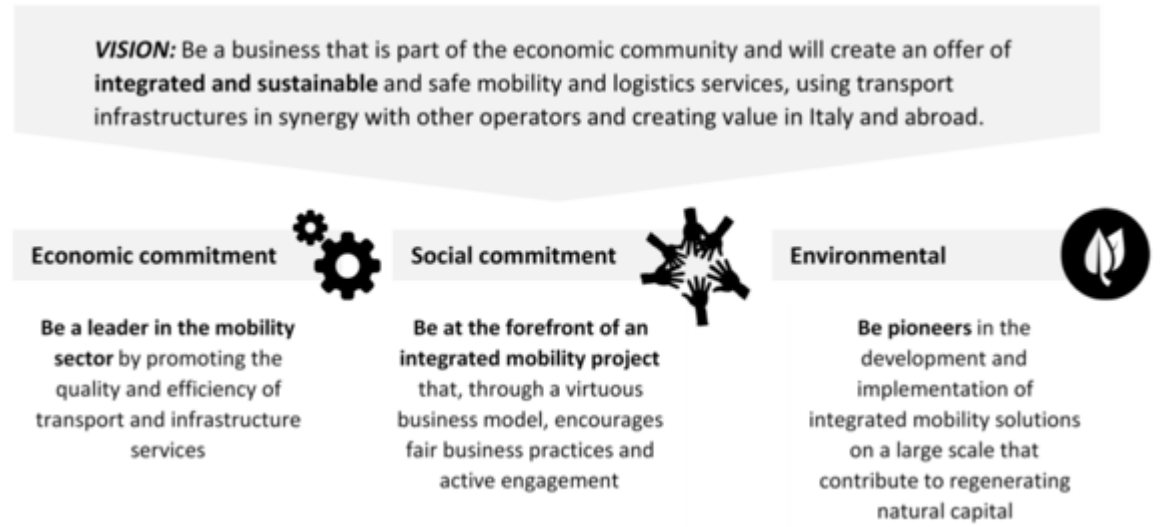 VISION: Be a business that is part of the economic community and will create an offer of
integrated and sustainable and safe mobility and logistics services, using transport
infrastructures in synergy with other operators and creating value in Italy and abroad.
Economic commitment
Be a leader in the mobility
sector by promoting the
quality and efficiency of
transport and infrastructure
services
Social commitment
Be at the forefront of an
integrated mobility project
that, through a virtuous
business model, encourages
fair business practices and
active engagement
Environmental
Be pioneers in the
development and
implementation of
integrated mobility solutions
on a large scale that
contribute to regenerating
natural capital